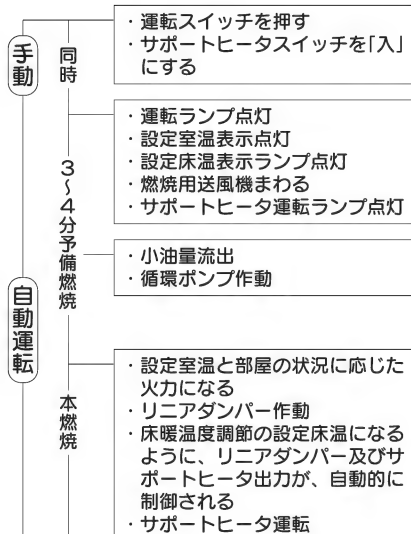 手動
同時
・運転スイッチを押す
・サポートヒータスイッチを「入」
にする
・運転ランプ点灯
・設定室温表示点灯
・設定床温表示ランプ点灯
・燃焼用送風機まわる
・サポートヒータ運転ランプ点灯
3～4分予備燃焼
・小油量流出
・循環ポンプ作動
自動運転
本燃焼
・設定室温と部屋の状況に応じた
火力になる
・リニアダンパー作動
・床暖温度調節の設定床温になる
ように、リニアダンパー及びサ
ポートヒータ出力が、自動的に
制御される
・サポートヒータ運転